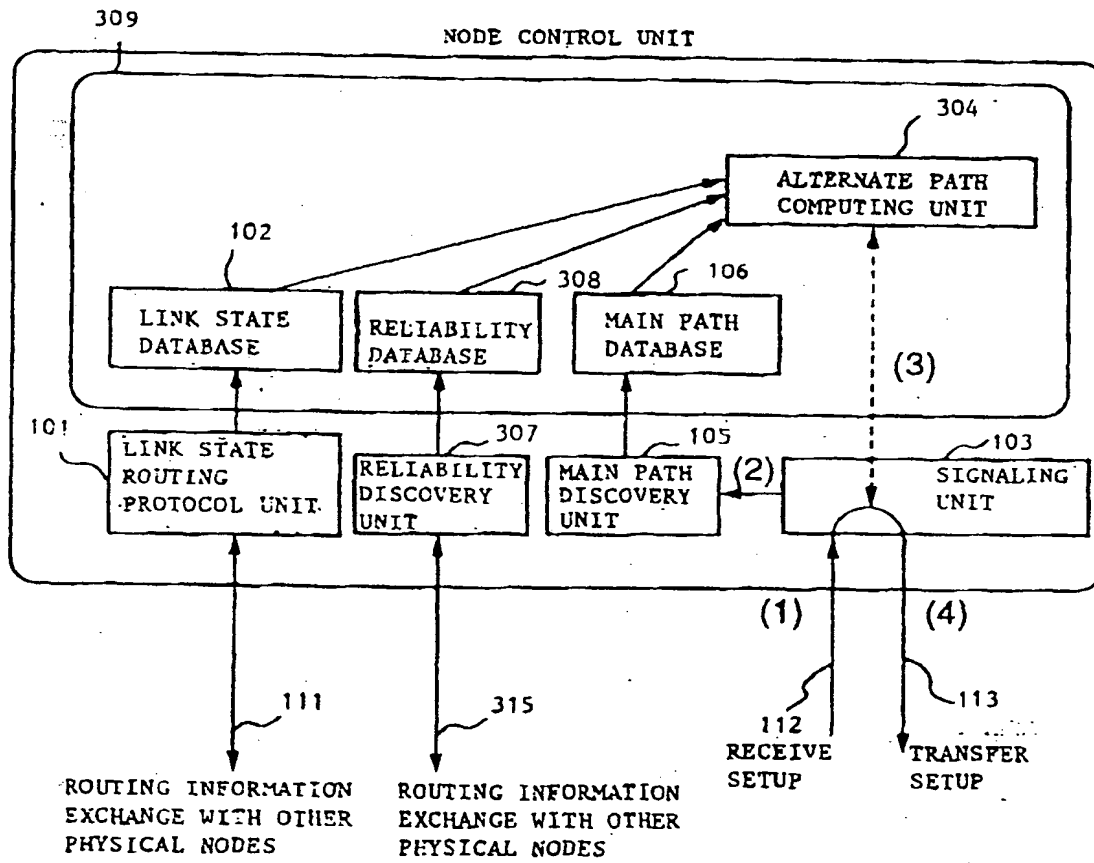 309
NODE CONTROL UNIT
304
ALTERNATE PATH
COMPUTING UNIT
102
308
106
LINK STATE
DATABASE
RELIABILITY
DATABASE
MAIN PATH
DATABASE
(3)
101
307
105
103
LINK STATE
ROUTING
PROTOCOL UNIT
RELIABILITY
DISCOVERY
UNIT
MAIN PATH
DISCOVERY
UNIT
(2)
SIGNALING
UNIT
(1)
(4)
111
315
112
113
RECEIVE
SETUP
TRANSFER
SETUP
ROUTING INFORMATION
EXCHANGE WITH OTHER
PHYSICAL NODES
ROUTING INFORMATION
EXCHANGE WITH OTHER
PHYSICAL NODES